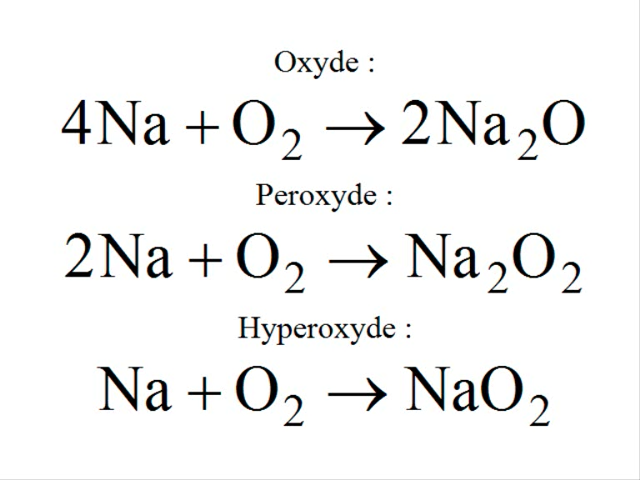 Oxyde :
4Na + O₂ → 2Na₂O
Peroxyde :
2Na + O₂ → Na₂O₂
Hyperoxyde :
Na + O₂ → NaO₂